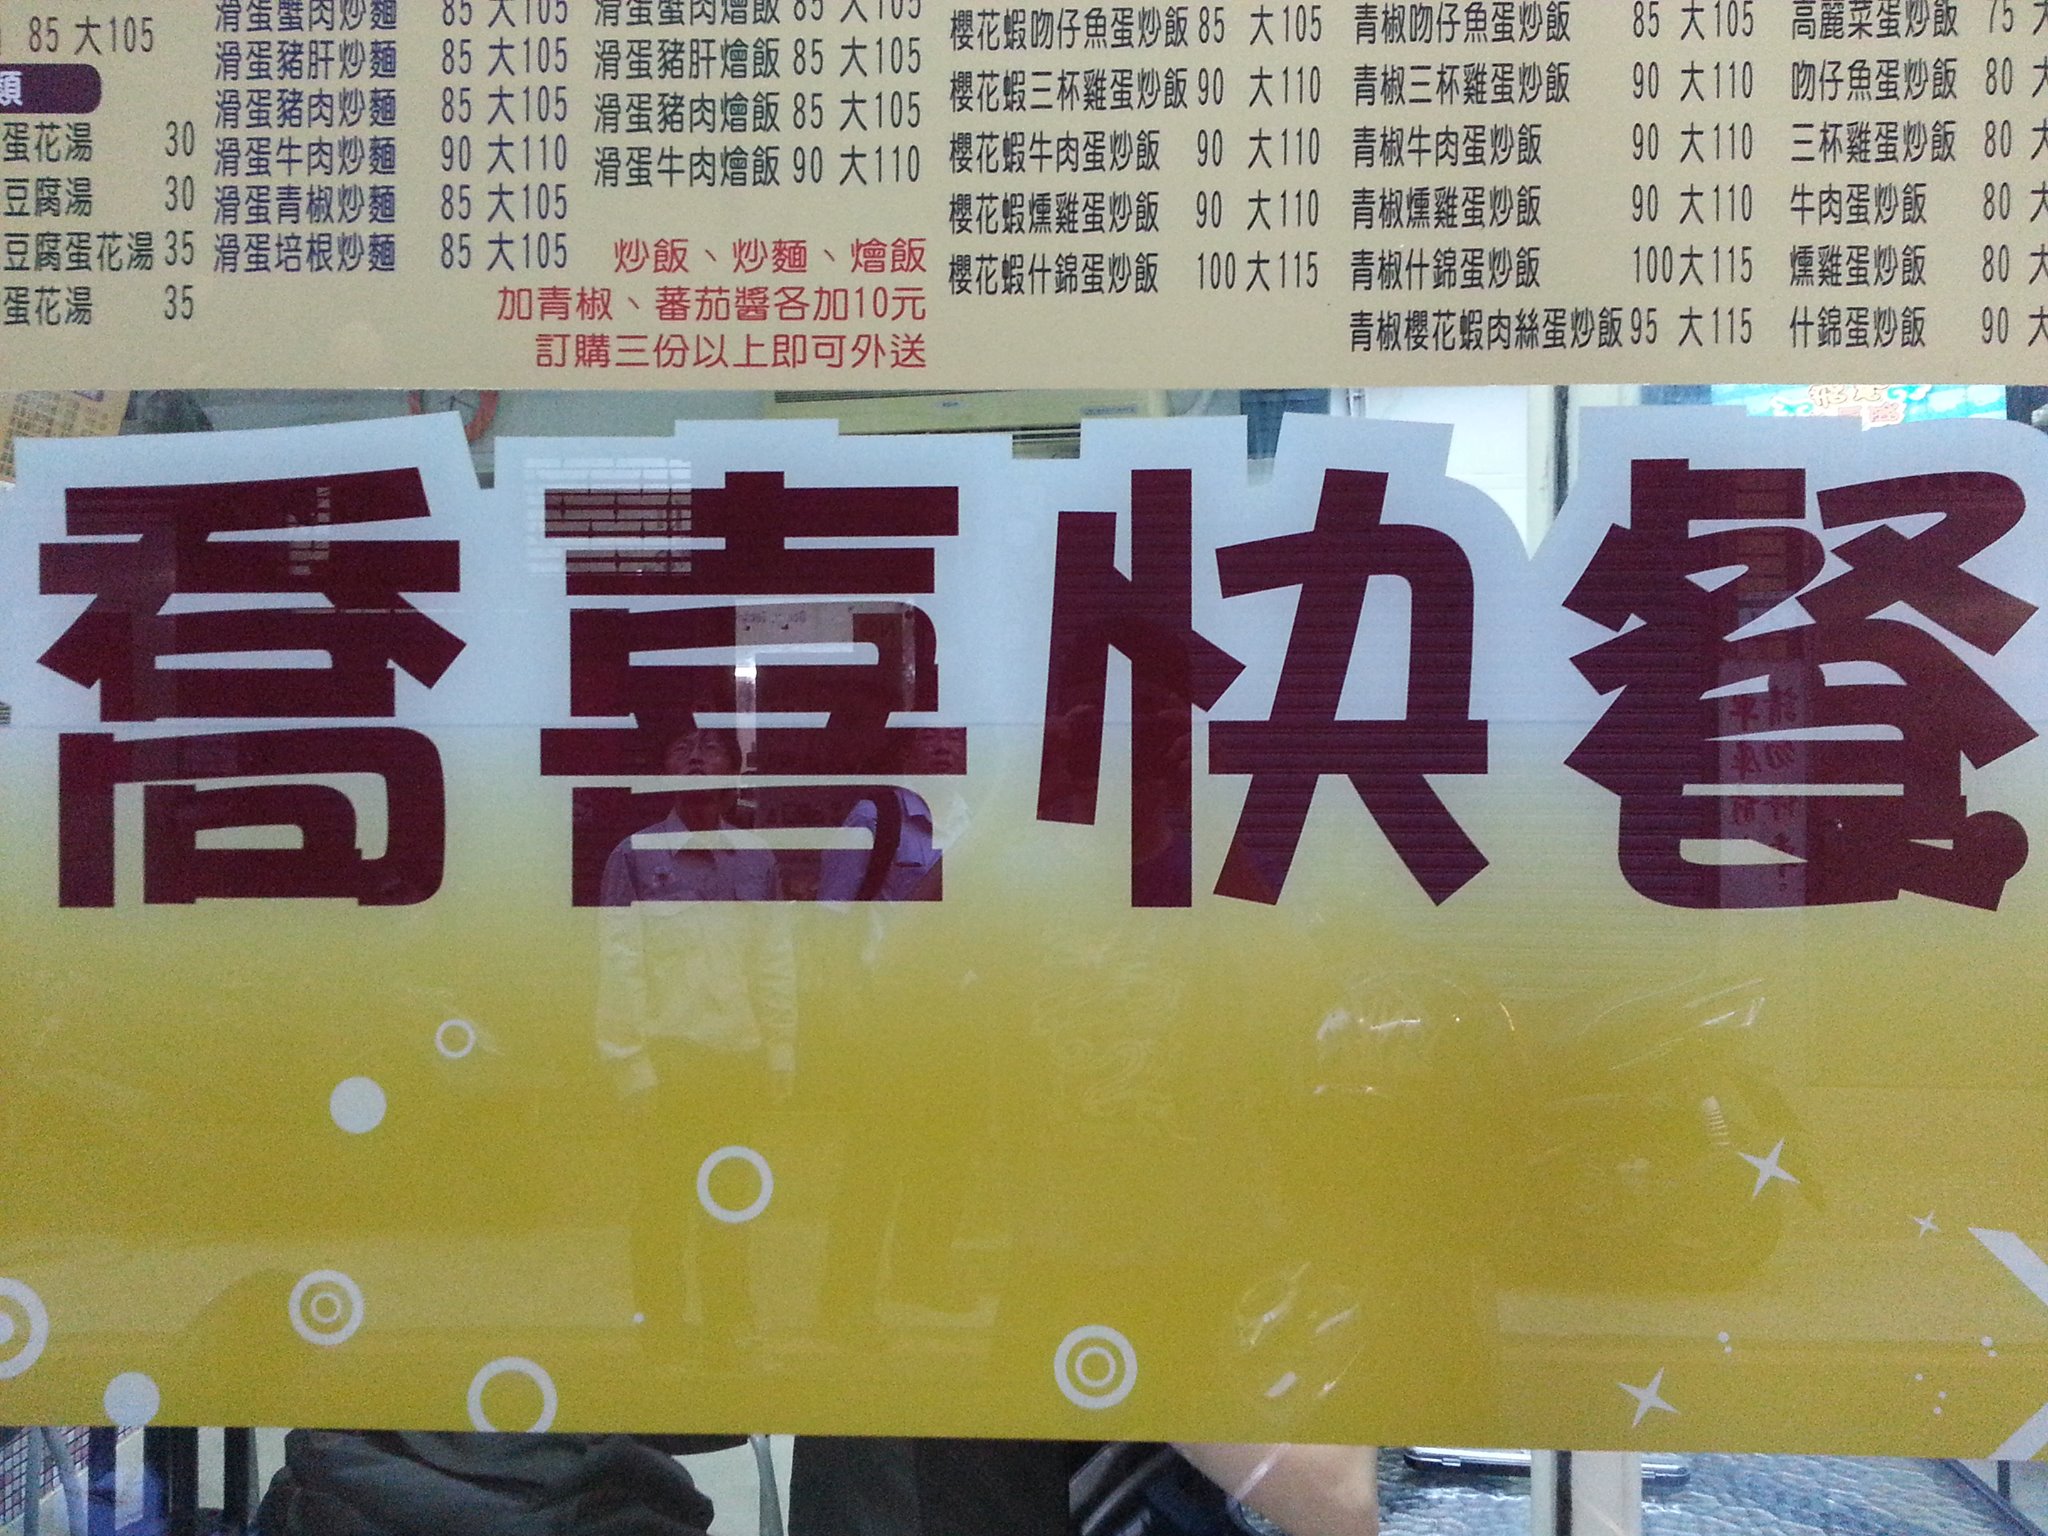 85 大105
類
蛋花湯 30
豆腐湯 30
豆腐蛋花湯 35
蛋花湯 35
滑蛋蟹肉炒麵 85 大105
滑蛋豬肝炒麵 85 大105
滑蛋豬肉炒麵 85 大105
滑蛋牛肉炒麵 90 大110
滑蛋青椒炒麵 85 大105
滑蛋培根炒麵 85 大105
滑蛋蟹肉燴飯 85 大105
滑蛋豬肝燴飯 85 大105
滑蛋豬肉燴飯 85 大105
滑蛋牛肉燴飯 90 大110
炒飯、炒麵、燴飯
加青椒、蕃茄醬各加10元
訂購三份以上即可外送
櫻花蝦吻仔魚蛋炒飯 85 大105
櫻花蝦三杯雞蛋炒飯 90 大110
櫻花蝦牛肉蛋炒飯 90 大110
櫻花蝦燻雞蛋炒飯 90 大110
櫻花蝦什錦蛋炒飯 100 大115
青椒吻仔魚蛋炒飯 85 大105
青椒三杯雞蛋炒飯 90 大110
青椒牛肉蛋炒飯 90 大110
青椒燻雞蛋炒飯 90 大110
青椒什錦蛋炒飯 100 大115
青椒櫻花蝦肉絲蛋炒飯 95 大115
高麗菜蛋炒飯 75 大
吻仔魚蛋炒飯 80 大
三杯雞蛋炒飯 80 大
牛肉蛋炒飯 80 大
燻雞蛋炒飯 80 大
什錦蛋炒飯 90 大
喬喜快餐